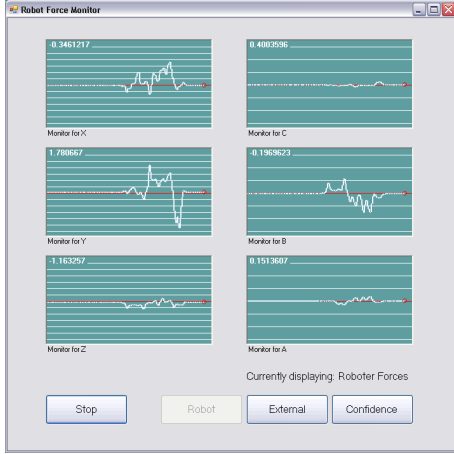 Robot Force Monitor
-0.3461217
0.4003596
Monitor for X
Monitor for C
1.780667
-0.1969623
Monitor for Y
Monitor for B
-1.163257
0.1513607
Monitor for Z
Monitor for A
Currently displaying: Roboter Forces
Stop
Robot
External
Confidence